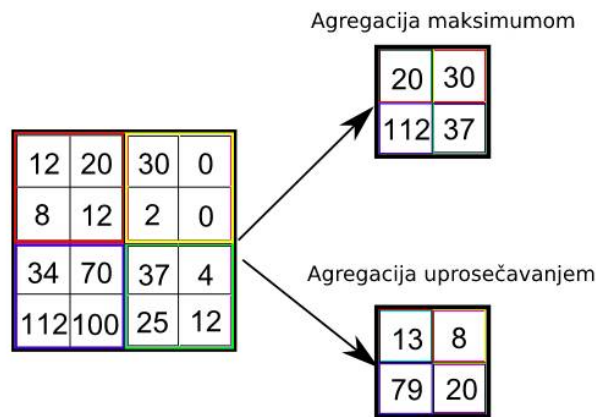 Agregacija maksimumom
20 30
112 37
12 20 30 0
8 12 2 0
34 70 37 4
112 100 25 12
Agregacija uprosečavanjem
13 8
79 20